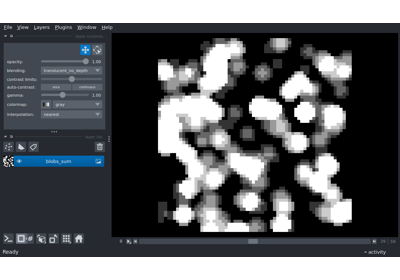 File View Layers Plugins Window Help
opacity: 1.00
blending: translucent_no_depth
contrast limits:
auto-contrast: once continuous
gamma: 1.00
colormap: gray
interpolation: nearest
blobs_sum
Ready
activity